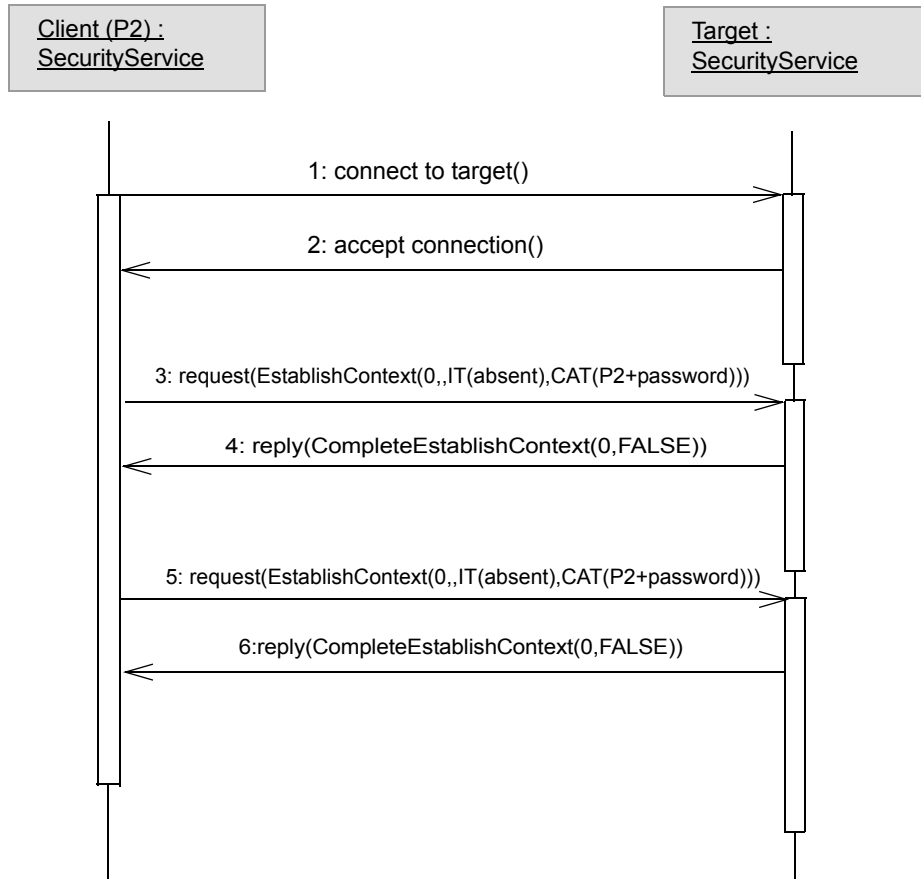 Client (P2) :
SecurityService
Target :
SecurityService
1: connect to target()
2: accept connection()
3: request(EstablishContext(0,,IT(absent),CAT(P2+password)))
4: reply(CompleteEstablishContext(0,FALSE))
5: request(EstablishContext(0,,IT(absent),CAT(P2+password)))
6:reply(CompleteEstablishContext(0,FALSE))